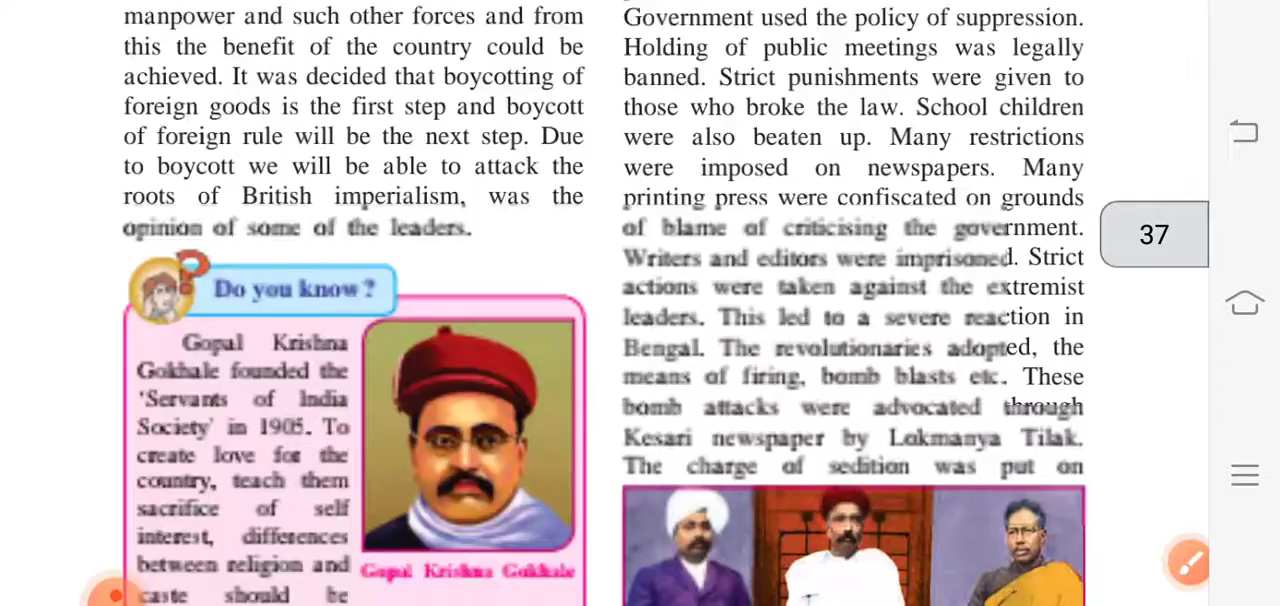 manpower and such other forces and from
this the benefit of the country could be
achieved. It was decided that boycotting of
foreign goods is the first step and boycott
of foreign rule will be the next step. Due
to boycott we will be able to attack the
roots of British imperialism, was the
opinion of some of the leaders.
Do you know ?
Gopal Krishna
Gokhale founded the
'Servants of India
Society' in 1905. To
create love for the
country, teach them
sacrifice of self
interest, differences
between religion and
caste should be
Gopal Krishna Gokhale
Government used the policy of suppression.
Holding of public meetings was legally
banned. Strict punishments were given to
those who broke the law. School children
were also beaten up. Many restrictions
were imposed on newspapers. Many
printing press were confiscated on grounds
of blame of criticising the government.
Writers and editors were imprisoned. Strict
actions were taken against the extremist
leaders. This led to a severe reaction in
Bengal. The revolutionaries adopted, the
means of firing, bomb blasts etc. These
bomb attacks were advocated through
Kesari newspaper by Lokmanya Tilak.
The charge of sedition was put on
37